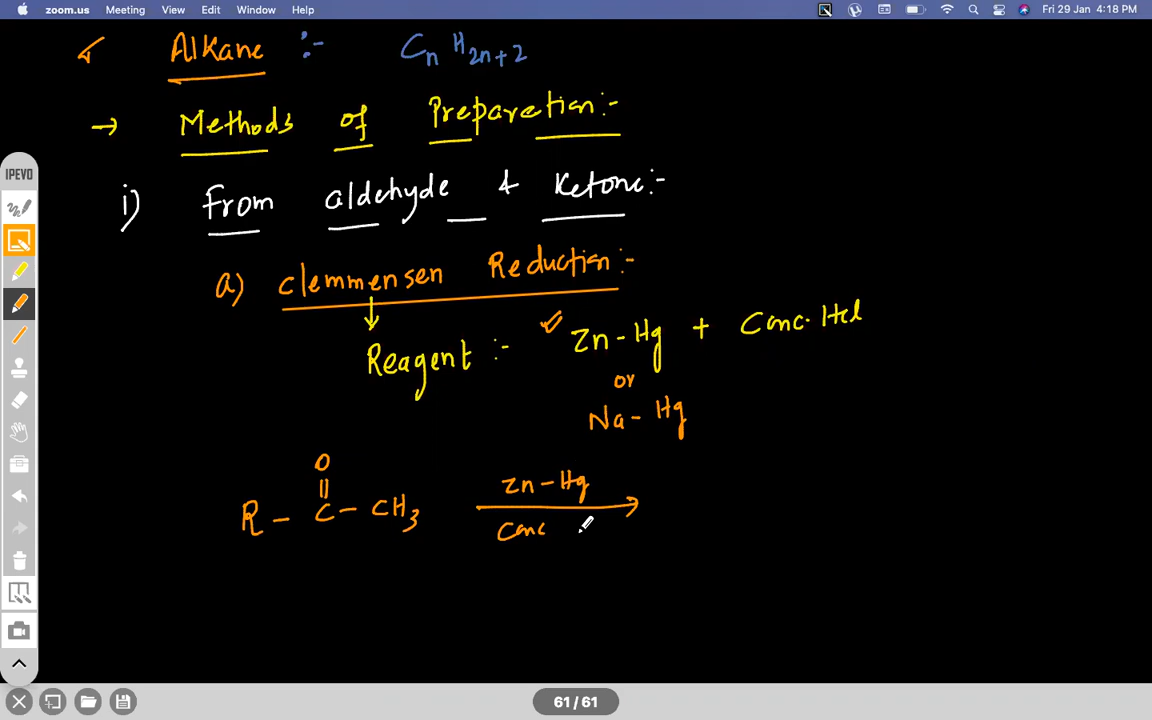 zoom.us Meeting View Edit Window Help Fri 29 Jan 4:18 PM
Alkane :- CnH2n+2
→ Methods of Preparation:-
i) From aldehyde & Ketone:-
a) Clemmensen Reduction :-
Reagent :- Zn-Hg + Conc. HCl
or
Na-Hg
O
||
R - C - CH3
Zn-Hg
Conc
IPEVO
61/61